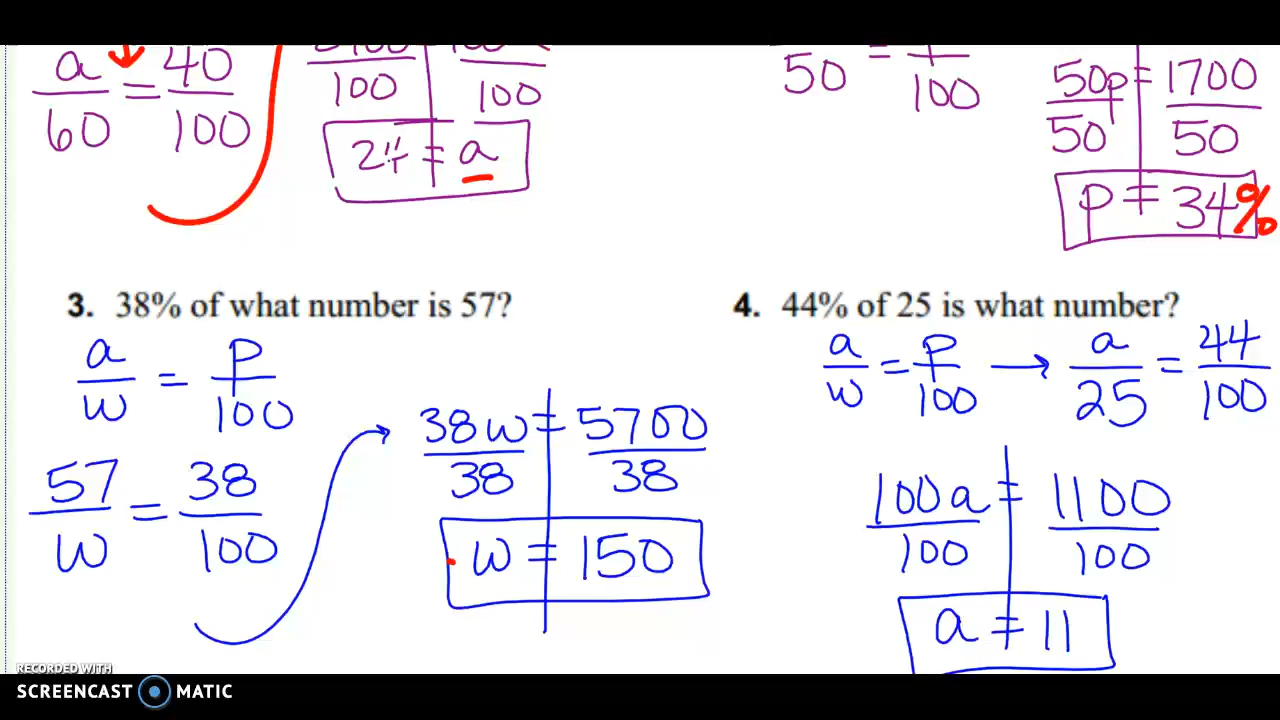 a/60 = 40/100
100 100
24 = a
50 = /100
50p = 1700
50 50
p = 34%
3. 38% of what number is 57?
a/w = p/100
57/w = 38/100
38w = 5700
38 38
w = 150
4. 44% of 25 is what number?
a/w = p/100 → a/25 = 44/100
100a = 1100
100 100
a = 11
RECORDED WITH
SCREENCAST MATIC